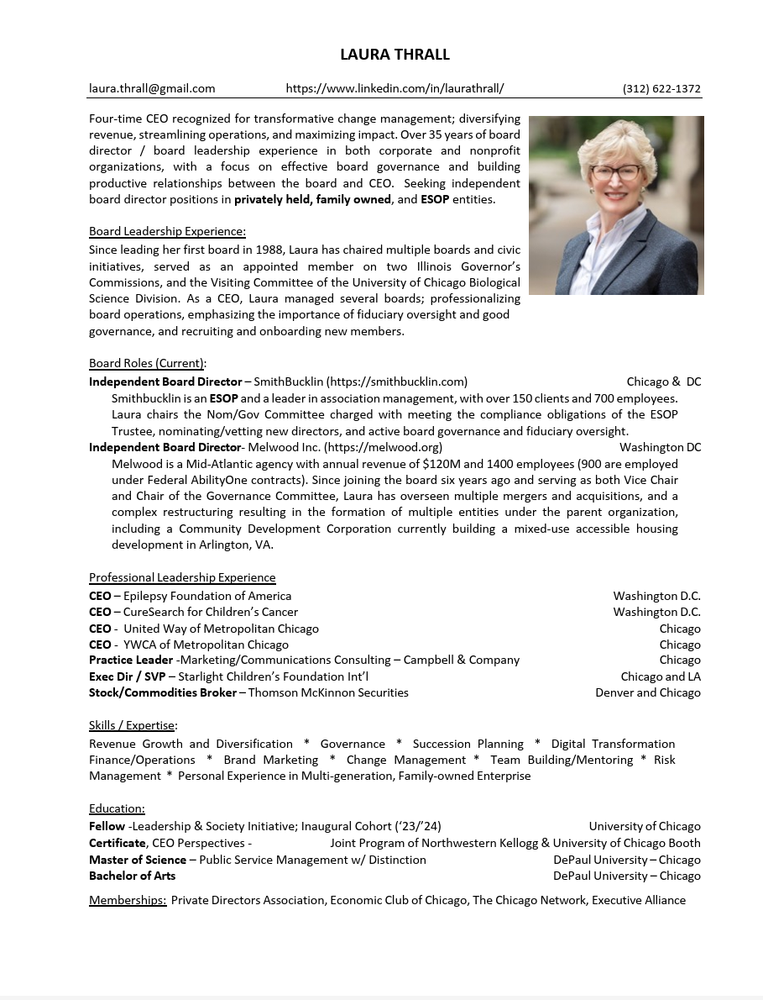 LAURA THRALL
laura.thrall@gmail.com https://www.linkedin.com/in/laurathrall/ (312) 622-1372
Four-time CEO recognized for transformative change management; diversifying
revenue, streamlining operations, and maximizing impact. Over 35 years of board
director / board leadership experience in both corporate and nonprofit
organizations, with a focus on effective board governance and building
productive relationships between the board and CEO. Seeking independent
board director positions in privately held, family owned, and ESOP entities.
Board Leadership Experience:
Since leading her first board in 1988, Laura has chaired multiple boards and civic
initiatives, served as an appointed member on two Illinois Governor’s
Commissions, and the Visiting Committee of the University of Chicago Biological
Science Division. As a CEO, Laura managed several boards; professionalizing
board operations, emphasizing the importance of fiduciary oversight and good
governance, and recruiting and onboarding new members.
Board Roles (Current):
Independent Board Director – SmithBucklin (https://smithbucklin.com) Chicago & DC
Smithbucklin is an ESOP and a leader in association management, with over 150 clients and 700 employees.
Laura chairs the Nom/Gov Committee charged with meeting the compliance obligations of the ESOP
Trustee, nominating/vetting new directors, and active board governance and fiduciary oversight.
Independent Board Director- Melwood Inc. (https://melwood.org) Washington DC
Melwood is a Mid-Atlantic agency with annual revenue of $120M and 1400 employees (900 are employed
under Federal AbilityOne contracts). Since joining the board six years ago and serving as both Vice Chair
and Chair of the Governance Committee, Laura has overseen multiple mergers and acquisitions, and a
complex restructuring resulting in the formation of multiple entities under the parent organization,
including a Community Development Corporation currently building a mixed-use accessible housing
development in Arlington, VA.
Professional Leadership Experience
CEO – Epilepsy Foundation of America Washington D.C.
CEO – CureSearch for Children’s Cancer Washington D.C.
CEO - United Way of Metropolitan Chicago Chicago
CEO - YWCA of Metropolitan Chicago Chicago
Practice Leader -Marketing/Communications Consulting – Campbell & Company Chicago
Exec Dir / SVP – Starlight Children’s Foundation Int’l Chicago and LA
Stock/Commodities Broker – Thomson McKinnon Securities Denver and Chicago
Skills / Expertise:
Revenue Growth and Diversification * Governance * Succession Planning * Digital Transformation
Finance/Operations * Brand Marketing * Change Management * Team Building/Mentoring * Risk
Management * Personal Experience in Multi-generation, Family-owned Enterprise
Education:
Fellow -Leadership & Society Initiative; Inaugural Cohort (‘23/’24) University of Chicago
Certificate, CEO Perspectives - Joint Program of Northwestern Kellogg & University of Chicago Booth
Master of Science – Public Service Management w/ Distinction DePaul University – Chicago
Bachelor of Arts DePaul University – Chicago
Memberships: Private Directors Association, Economic Club of Chicago, The Chicago Network, Executive Alliance